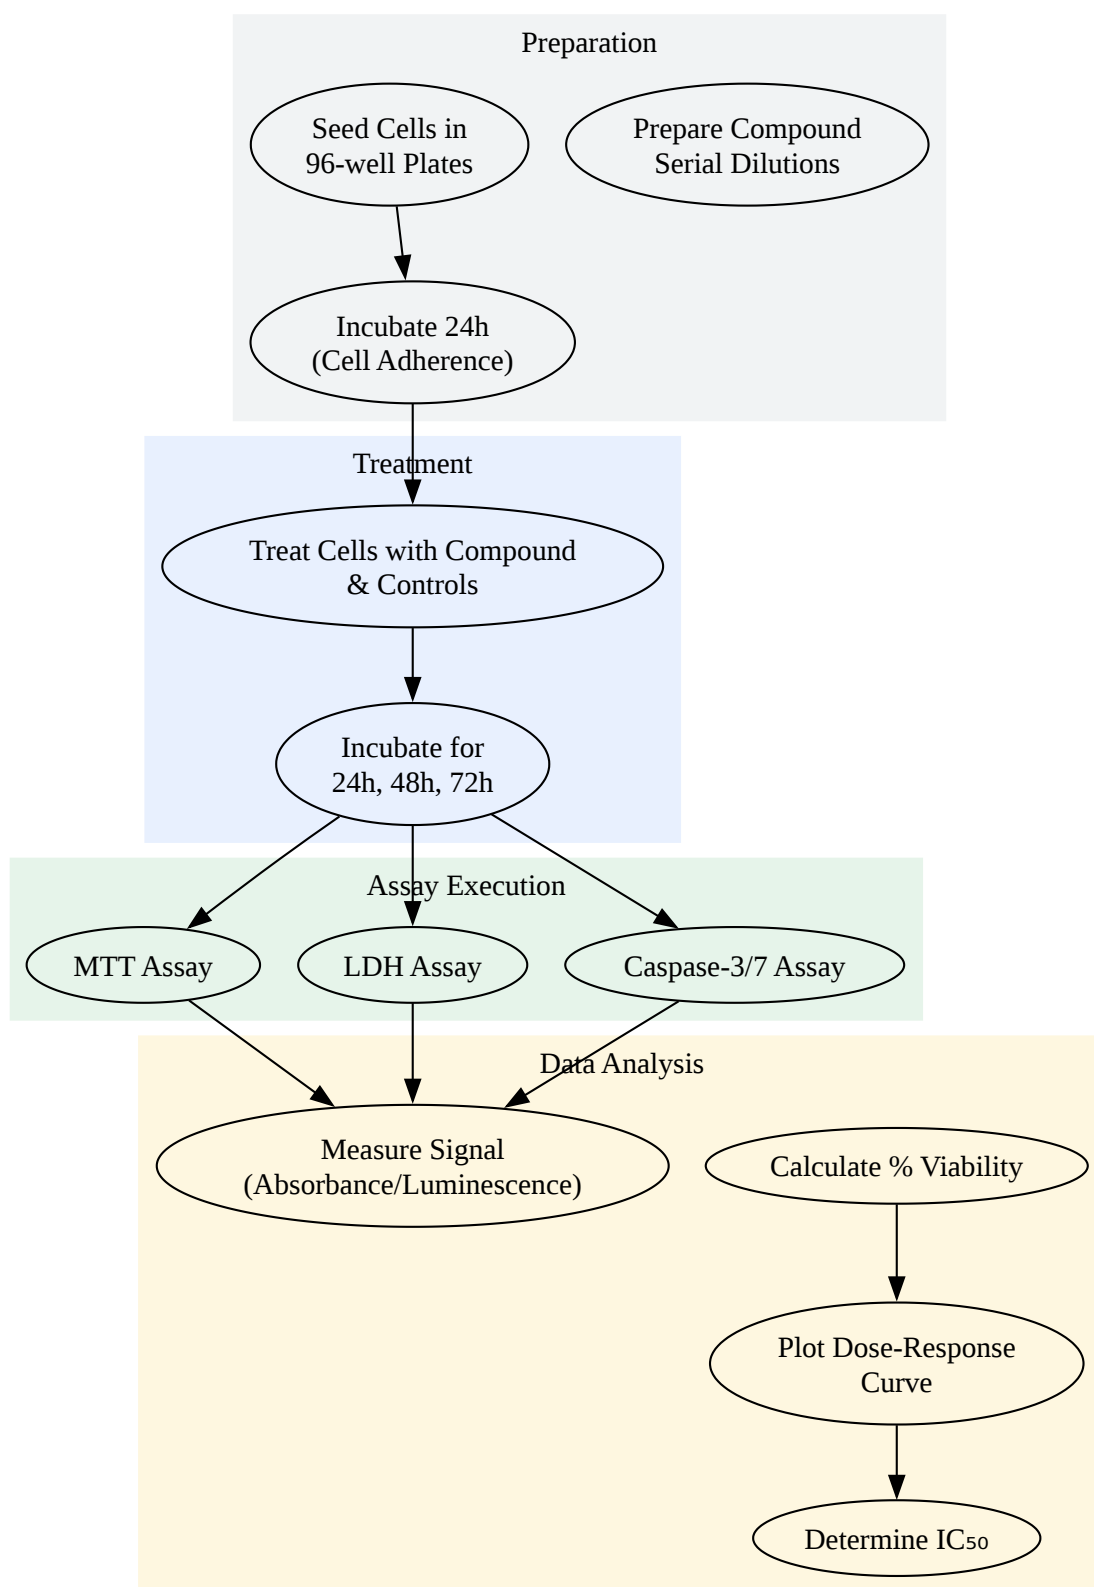 Preparation
Seed Cells in
96-well Plates
Prepare Compound
Serial Dilutions
Incubate 24h
(Cell Adherence)
Treatment
Treat Cells with Compound
& Controls
Incubate for
24h, 48h, 72h
Assay Execution
MTT Assay
LDH Assay
Caspase-3/7 Assay
Data Analysis
Measure Signal
(Absorbance/Luminescence)
Calculate % Viability
Plot Dose-Response
Curve
Determine IC₅₀